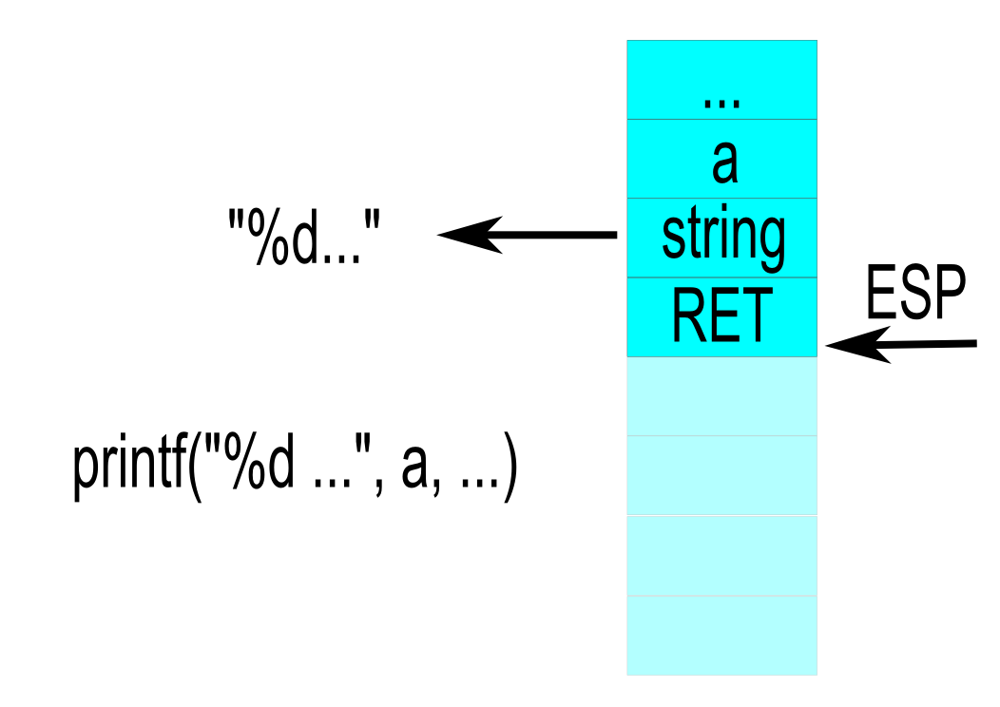 ...
a
"%d..."
string
ESP
RET
printf("%d ...", a, ...)